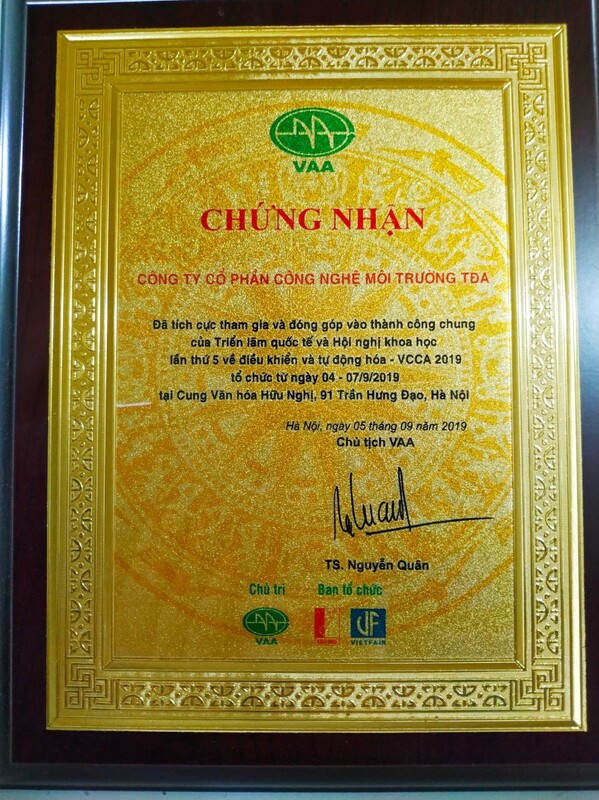 VAA
CHỨNG NHẬN
CÔNG TY CỔ PHẦN CÔNG NGHỆ MÔI TRƯỜNG TĐA
Đã tích cực tham gia và đóng góp vào thành công chung
của Triển lãm quốc tế và Hội nghị khoa học
lần thứ 5 về điều khiển và tự động hóa - VCCA 2019
tổ chức từ ngày 04 - 07/9/2019
tại Cung Văn hóa Hữu Nghị, 91 Trần Hưng Đạo, Hà Nội
Hà Nội, ngày 05 tháng 09 năm 2019
Chủ tịch VAA
TS. Nguyễn Quân
Chủ trì Ban tổ chức
VAA VIETFAIR